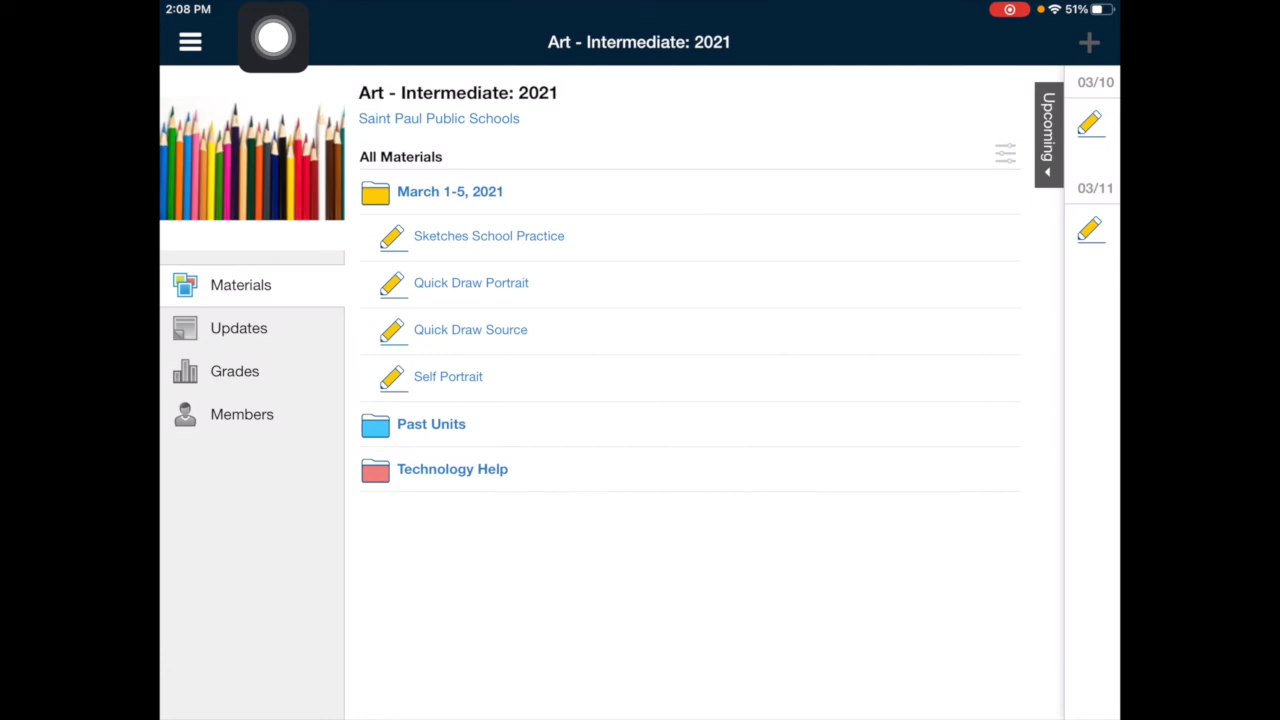 2:08 PM
51%
Art - Intermediate: 2021
Art - Intermediate: 2021
Saint Paul Public Schools
All Materials
March 1-5, 2021
Sketches School Practice
Quick Draw Portrait
Quick Draw Source
Self Portrait
Past Units
Technology Help
Materials
Updates
Grades
Members
Upcoming
03/10
03/11